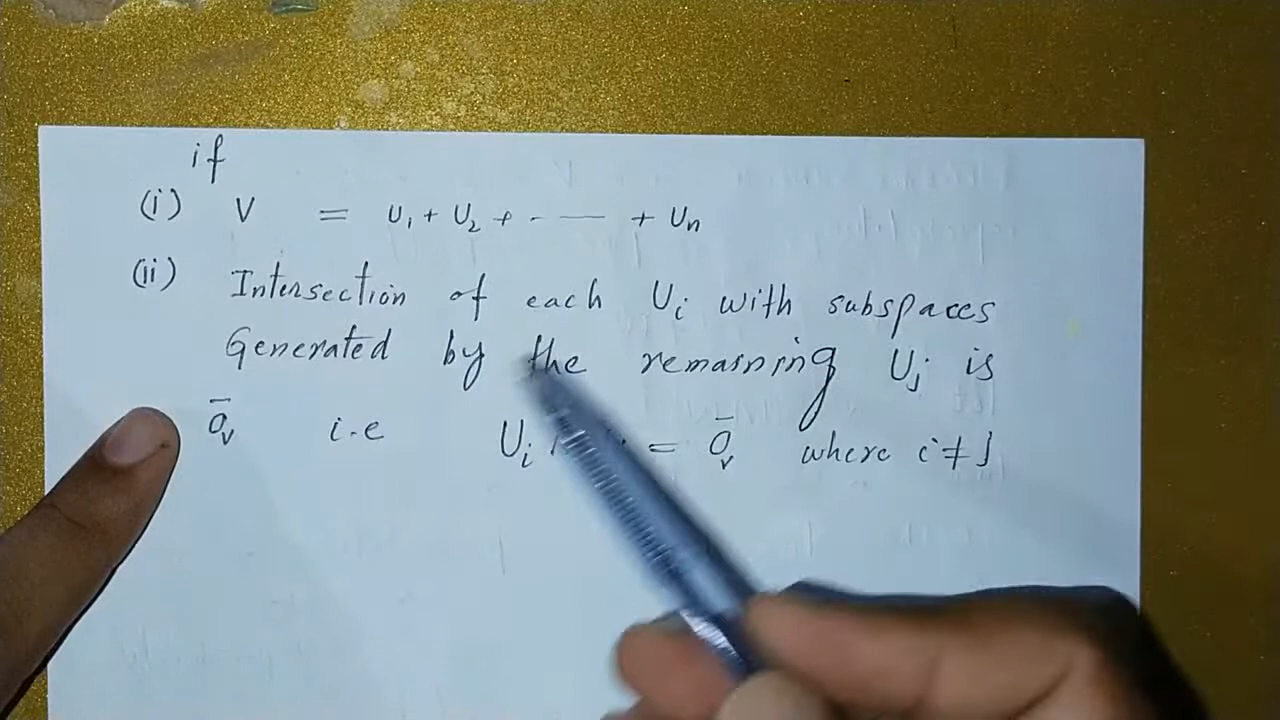 if
(i) V = U₁ + U₂ + - — + Uₙ
(ii) Intersection of each Uᵢ with subspaces
Generated by the remaining Uⱼ is
0̅ᵥ i.e Uᵢ = 0̅ᵥ where i ≠ j